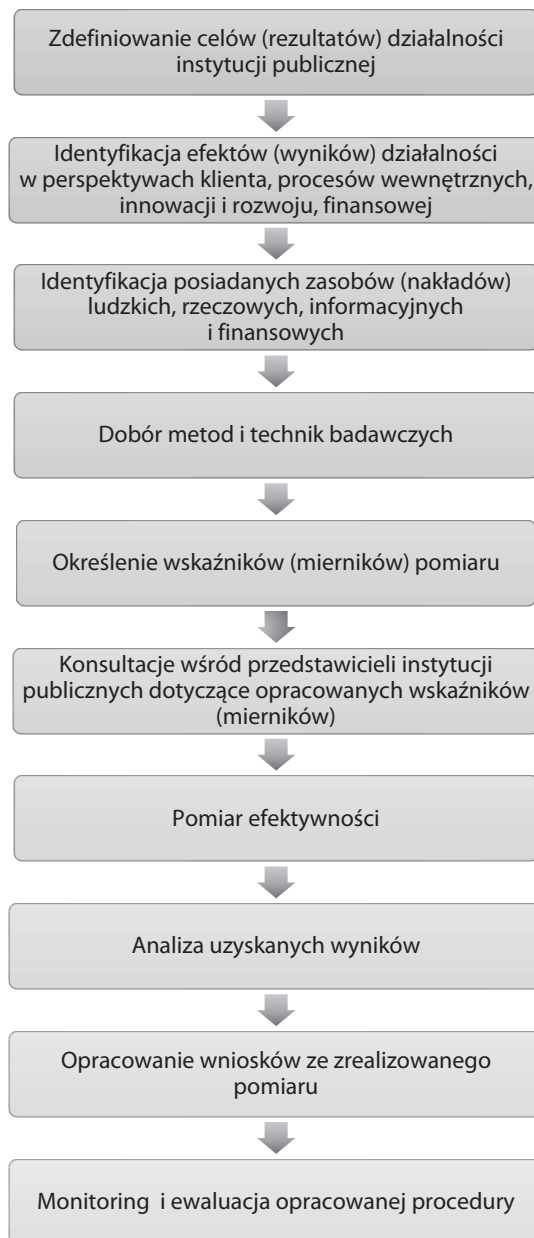 Zdefiniowanie celów (rezultatów) działalności
instytucji publicznej
Identyfikacja efektów (wyników) działalności
w perspektywach klienta, procesów wewnętrznych,
innowacji i rozwoju, finansowej
Identyfikacja posiadanych zasobów (nakładów)
ludzkich, rzeczowych, informacyjnych
i finansowych
Dobór metod i technik badawczych
Określenie wskaźników (mierników) pomiaru
Konsultacje wśród przedstawicieli instytucji
publicznych dotyczące opracowanych wskaźników
(mierników)
Pomiar efektywności
Analiza uzyskanych wyników
Opracowanie wniosków ze zrealizowanego
pomiaru
Monitoring i ewaluacja opracowanej procedury